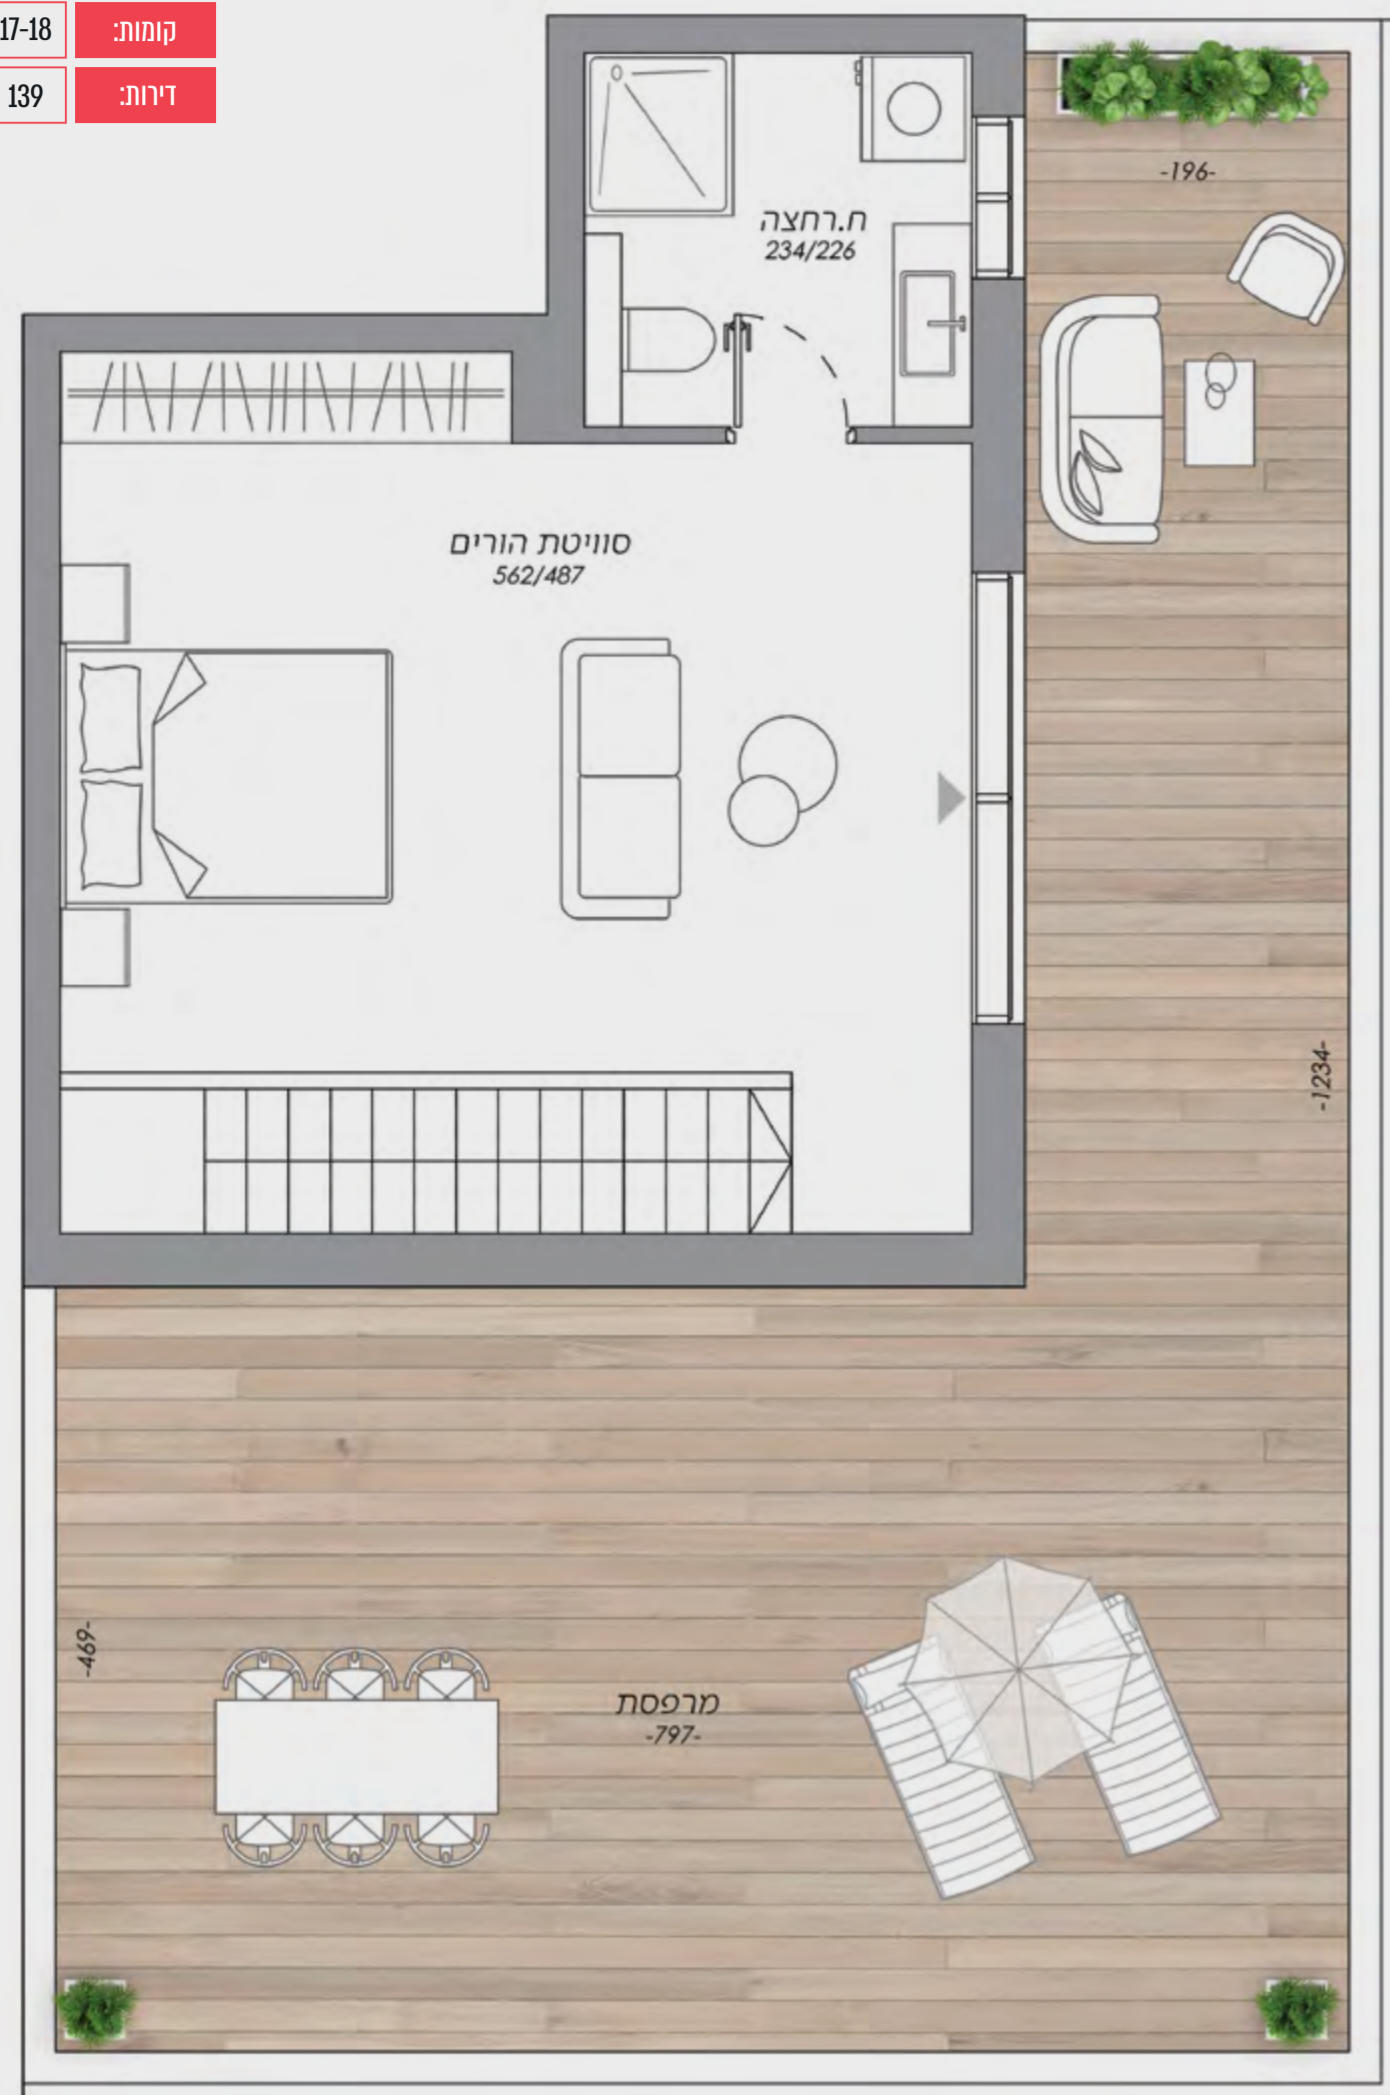 קומות: 17-18
דירות: 139
-196-
ח.רחצה
234/226
סוויטת הורים
562/487
-1234-
-469-
מרפסת
-797-